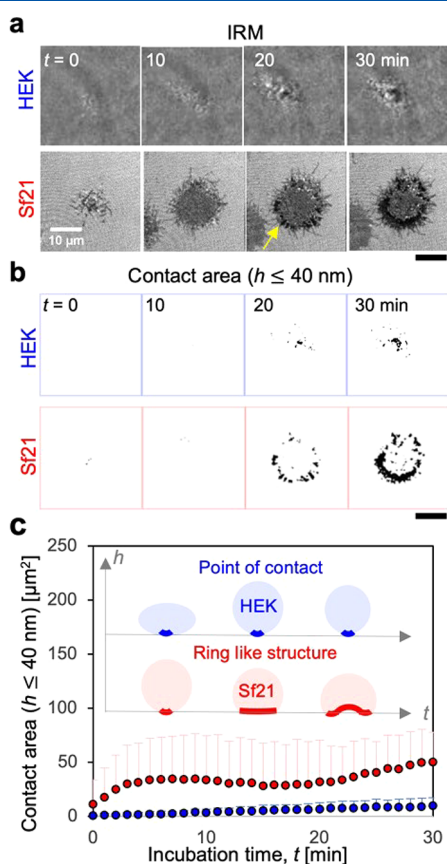 a
IRM
HEK
t = 0
10
20
30 min
Sf21
10 μm
b
Contact area (h ≤ 40 nm)
HEK
t = 0
10
20
30 min
Sf21
c
Contact area (h ≤ 40 nm) [μm²]
250
200
150
100
50
0
h
Point of contact
HEK
Ring like structure
Sf21
t
0
10
20
30
Incubation time, t [min]